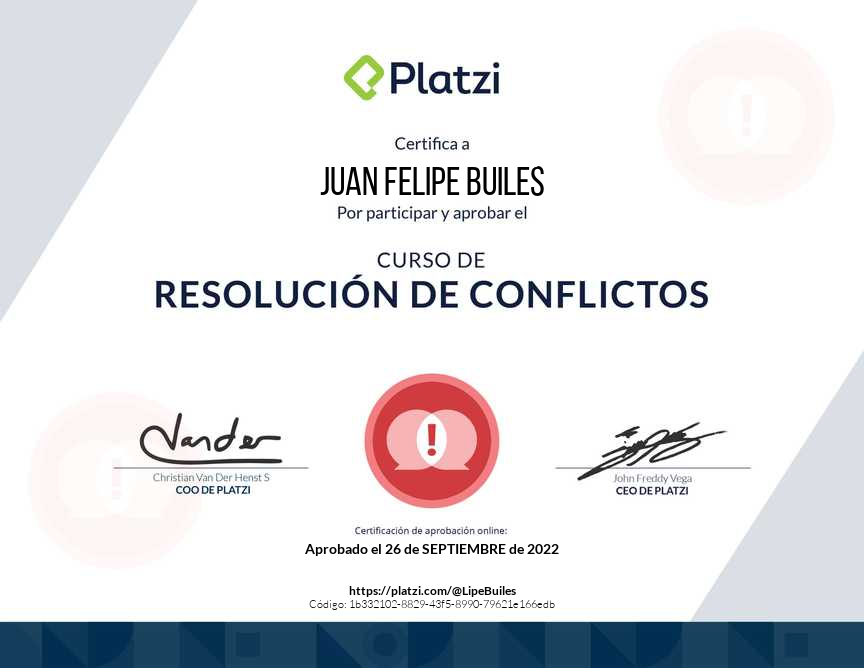 Platzi
Certifica a
JUAN FELIPE BUILES
Por participar y aprobar el
CURSO DE
RESOLUCIÓN DE CONFLICTOS
Vander
Christian Van Der Henst S
COO DE PLATZI
John Freddy Vega
CEO DE PLATZI
Certificación de aprobación online:
Aprobado el 26 de SEPTIEMBRE de 2022
https://platzi.com/@LipeBuiles
Código: 1b332102-8829-43f5-8990-79621e166edb